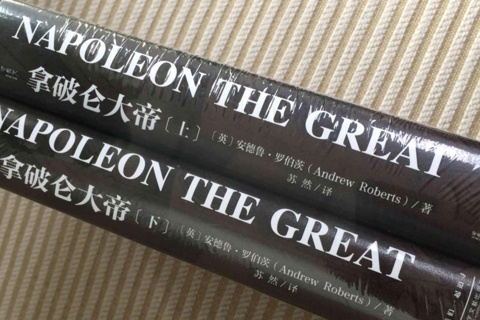 NAPOLEON THE GREAT
拿破仑大帝〔上〕 〔英〕安德鲁·罗伯茨（Andrew Roberts）/著
苏然/译
NAPOLEON THE GREAT
拿破仑大帝〔下〕 〔英〕安德鲁·罗伯茨（Andrew Roberts）/著
苏然/译